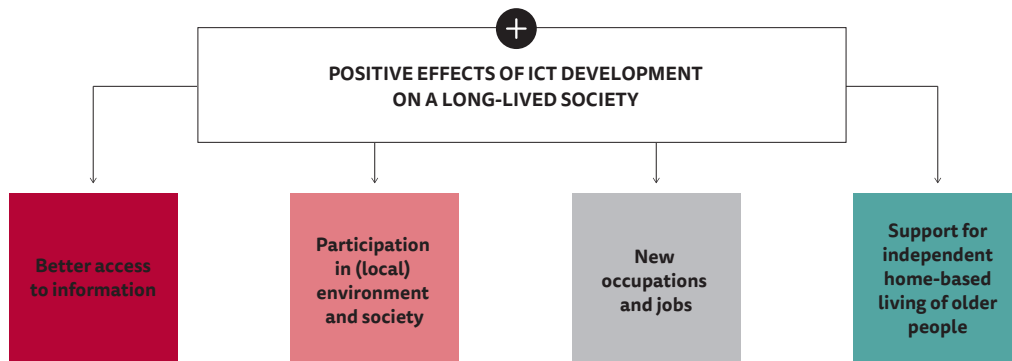 POSITIVE EFFECTS OF ICT DEVELOPMENT
ON A LONG-LIVED SOCIETY
Better access
to information
Participation
in (local)
environment
and society
New
occupations
and jobs
Support for
independent
home-based
living of older
people